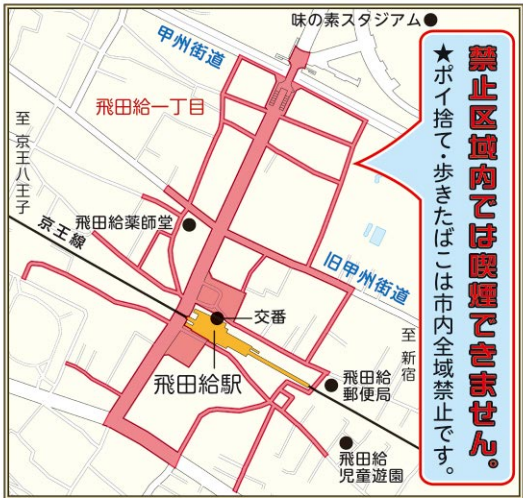 味の素スタジアム
甲州街道
飛田給一丁目
至 京王八王子
飛田給薬師堂
京王線
旧甲州街道
交番
至 新宿
飛田給駅
飛田給
郵便局
飛田給
児童遊園
禁止区域内では喫煙できません。
★ポイ捨て・歩きたばこは市内全域禁止です。